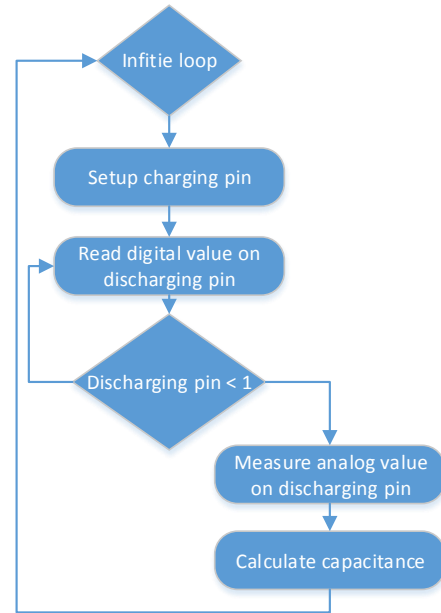 Infitie loop
Setup charging pin
Read digital value on
discharging pin
Discharging pin < 1
Measure analog value
on discharging pin
Calculate capacitance